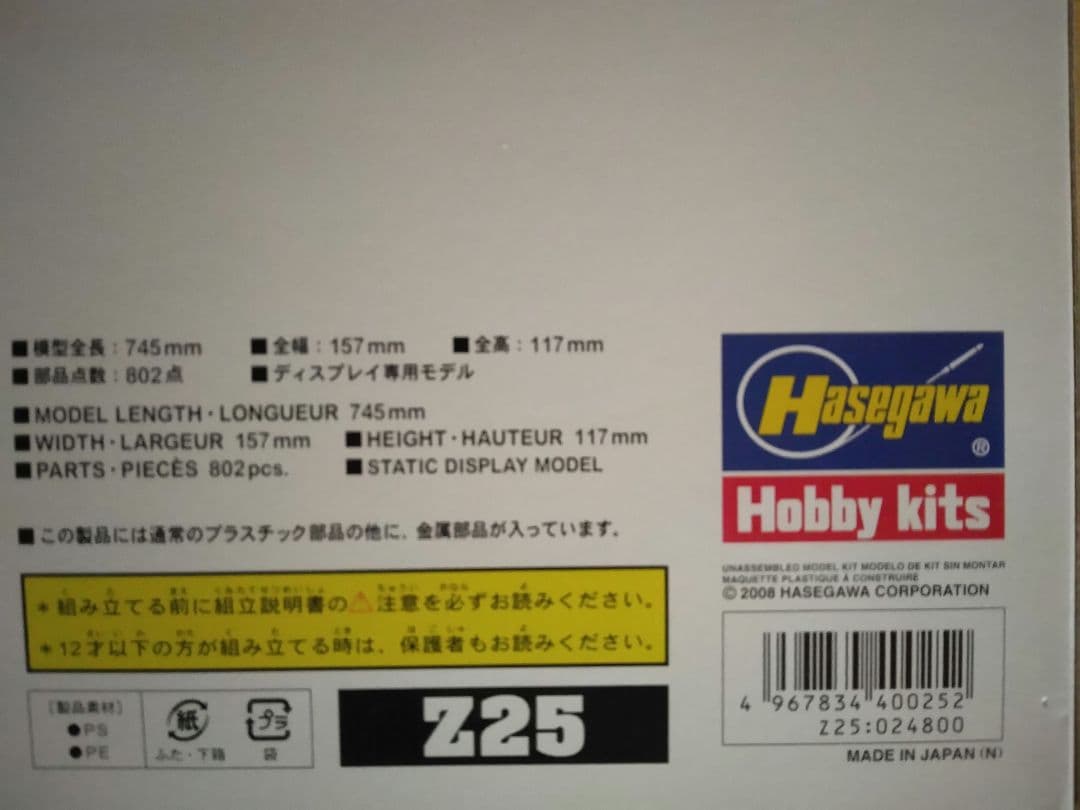 ■模型全長：745mm ■全幅：157mm ■全高：117mm
■部品点数：802点 ■ディスプレイ専用モデル
■MODEL LENGTH・LONGUEUR 745mm
■WIDTH・LARGEUR 157mm ■HEIGHT・HAUTEUR 117mm
■PARTS・PIECÈS 802pcs. ■STATIC DISPLAY MODEL
■この製品には通常のプラスチック部品の他に、金属部品が入っています。
＊組み立てる前に組立説明書の⚠注意を必ずお読みください。
＊12才以下の方が組み立てる時は、保護者もお読みください。
［製品素材］
●PS
●PE
紙
ふた・下箱
プラ
袋
Z25
Hasegawa
®
Hobby kits
UNASSEMBLED MODEL KIT MODELO DE KIT SIN MONTAR
MAQUETTE PLASTIQUE À CONSTRUIRE
© 2008 HASEGAWA CORPORATION
4 967834 400252
Z25:024800
MADE IN JAPAN (N)